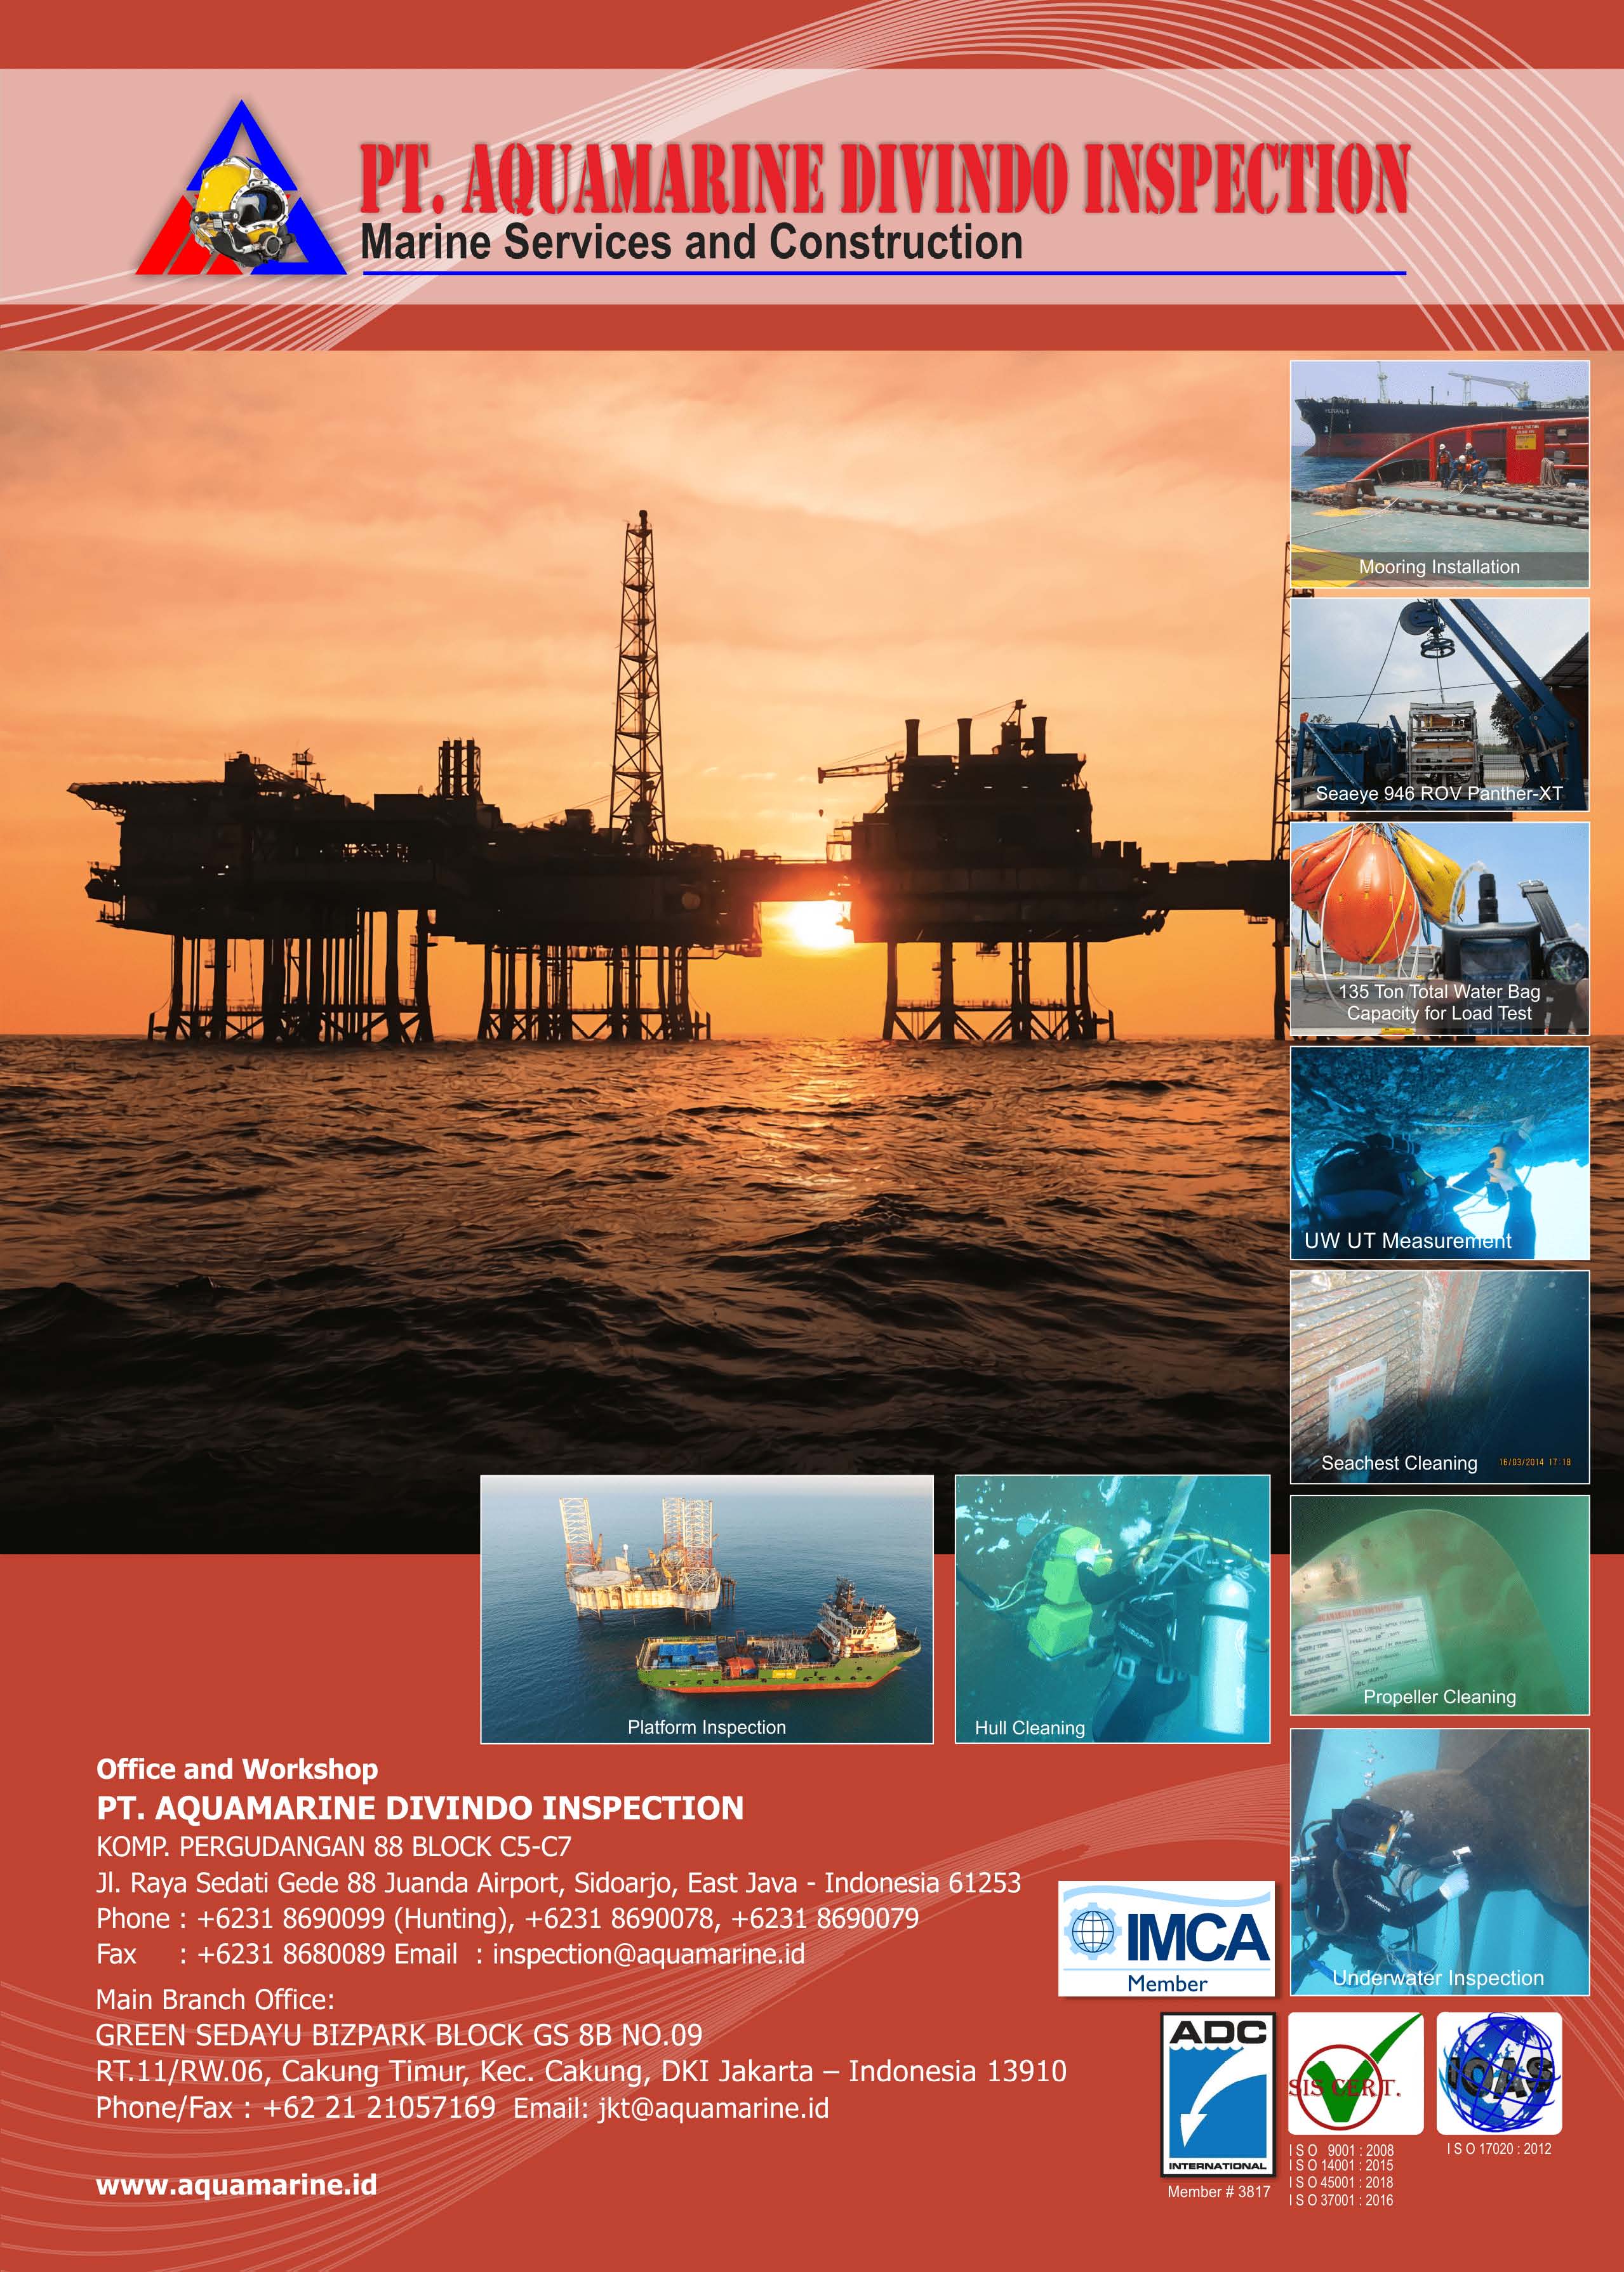 PT. AQUAMARINE DIVINDO INSPECTION
Marine Services and Construction
Mooring Installation
Seaeye 946 ROV Panther-XT
135 Ton Total Water Bag
Capacity for Load Test
UW UT Measurement
Seachest Cleaning
16/03/2014 17 18
Platform Inspection
Hull Cleaning
Propeller Cleaning
Underwater Inspection
Office and Workshop
PT. AQUAMARINE DIVINDO INSPECTION
KOMP. PERGUDANGAN 88 BLOCK C5-C7
Jl. Raya Sedati Gede 88 Juanda Airport, Sidoarjo, East Java - Indonesia 61253
Phone : +6231 8690099 (Hunting), +6231 8690078, +6231 8690079
Fax : +6231 8680089 Email : inspection@aquamarine.id
Main Branch Office:
GREEN SEDAYU BIZPARK BLOCK GS 8B NO.09
RT.11/RW.06, Cakung Timur, Kec. Cakung, DKI Jakarta – Indonesia 13910
Phone/Fax : +62 21 21057169 Email: jkt@aquamarine.id
www.aquamarine.id
IMCA
Member
ADC
INTERNATIONAL
Member # 3817
SIS CERT.
ISO 9001 : 2008
ISO 14001 : 2015
ISO 45001 : 2018
ISO 37001 : 2016
IOAS
ISO 17020 : 2012